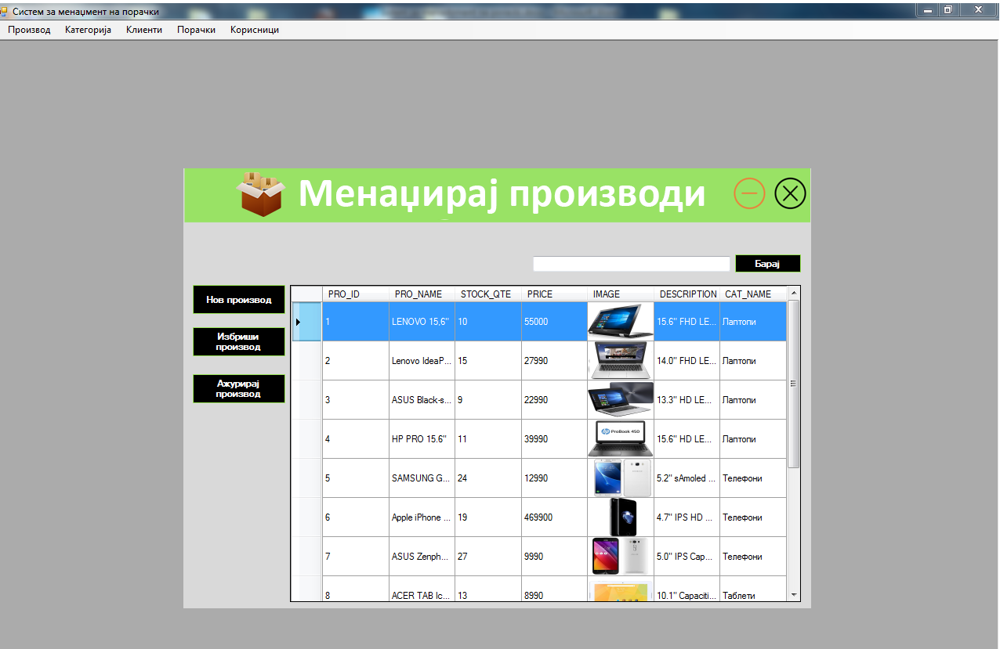 Систем за менаџмент на порачки
Производ Категорија Клиенти Порачки Корисници
Менаџирај производи
Барај
Нов производ
Избриши
производ
Ажурирај
производ
PRO_ID PRO_NAME STOCK_QTE PRICE IMAGE DESCRIPTION CAT_NAME
1 LENOVO 15,6" 10 55000 15.6" FHD LE... Лаптопи
2 Lenovo IdeaP... 15 27990 14.0" FHD LE... Лаптопи
3 ASUS Black-s... 9 22990 13.3" HD LE... Лаптопи
4 HP PRO 15.6" 11 39990 ProBook 450 15.6" HD LE... Лаптопи
5 SAMSUNG G... 24 12990 5.2" sAmoled ... Телефони
6 Apple iPhone ... 19 469900 4.7" IPS HD ... Телефони
7 ASUS Zenph... 27 9990 5.0" IPS Cap... Телефони
8 ACER TAB Ic... 13 8990 10.1" Capaciti... Таблети